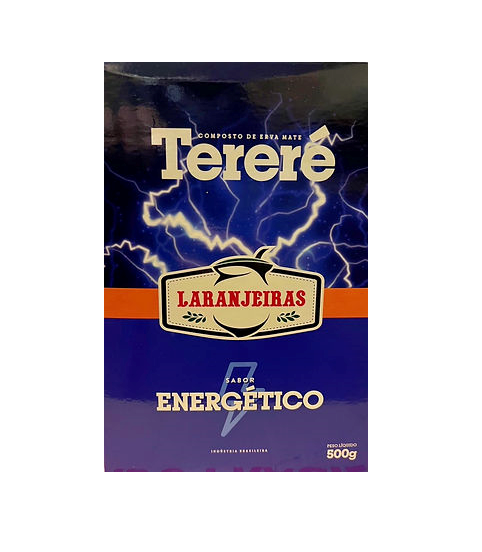 COMPOSTO DE ERVA MATE
Tereré
LARANJEIRAS
SABOR
ENERGÉTICO
INDÚSTRIA BRASILEIRA
PESO LÍQUIDO
500g